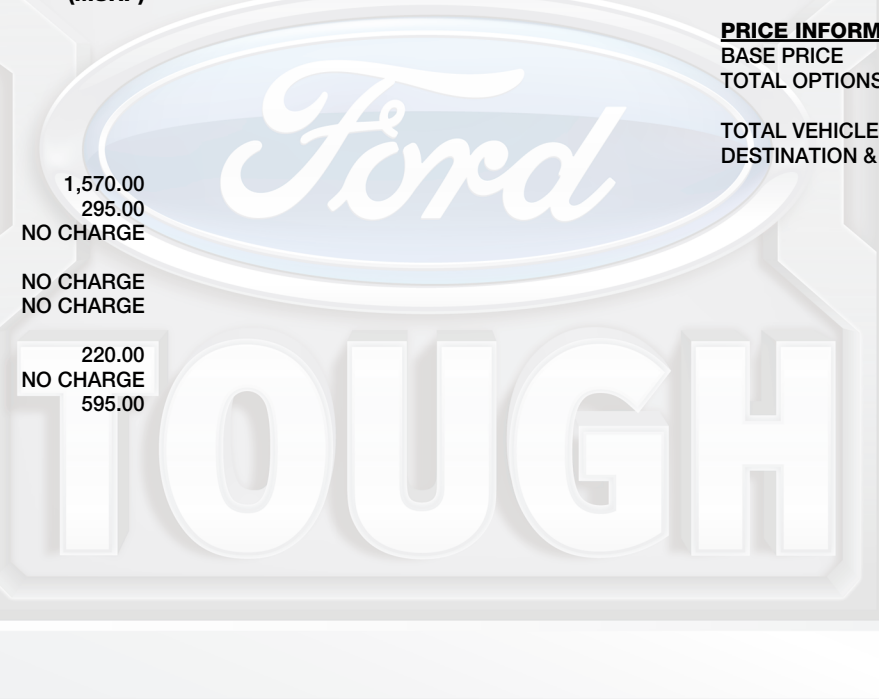 PRICE INFORM
BASE PRICE
TOTAL OPTIONS
TOTAL VEHICLE
DESTINATION &
1,570.00
295.00
NO CHARGE
NO CHARGE
NO CHARGE
220.00
NO CHARGE
595.00
Ford
TOUGH